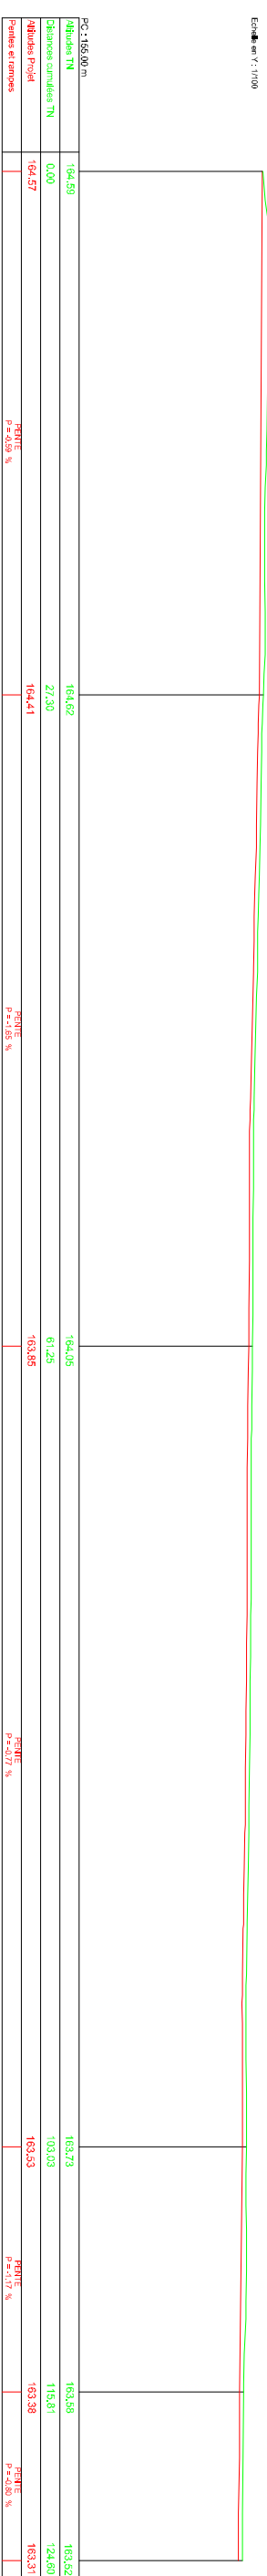 Echelle en Y : 1/100
PC : 155.00 m
Altitudes TN 164.59 164.62 164.05 163.73 163.58 163.52
Distances cumulées TN 0.00 27.30 61.25 103.03 115.81 124.60
Altitudes Projet 164.57 164.41 163.85 163.53 163.38 163.31
Pentes et rampes
PENTE
P = -0.59 %
PENTE
P = -1.65 %
PENTE
P = -0.77 %
PENTE
P = -1.17 %
PENTE
P = -0.80 %